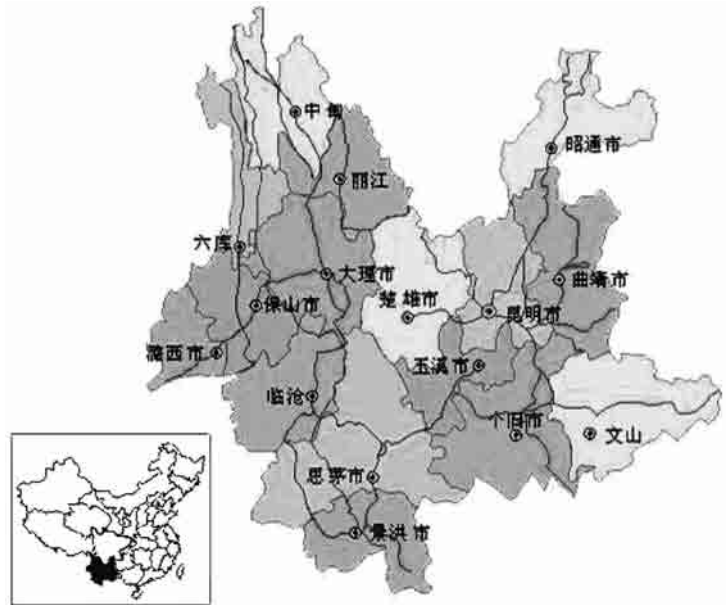 中甸
昭通市
丽江
六库
大理市
曲靖市
保山市
楚雄市
昆明市
潞西市
玉溪市
临沧
个旧市
文山
思茅市
景洪市